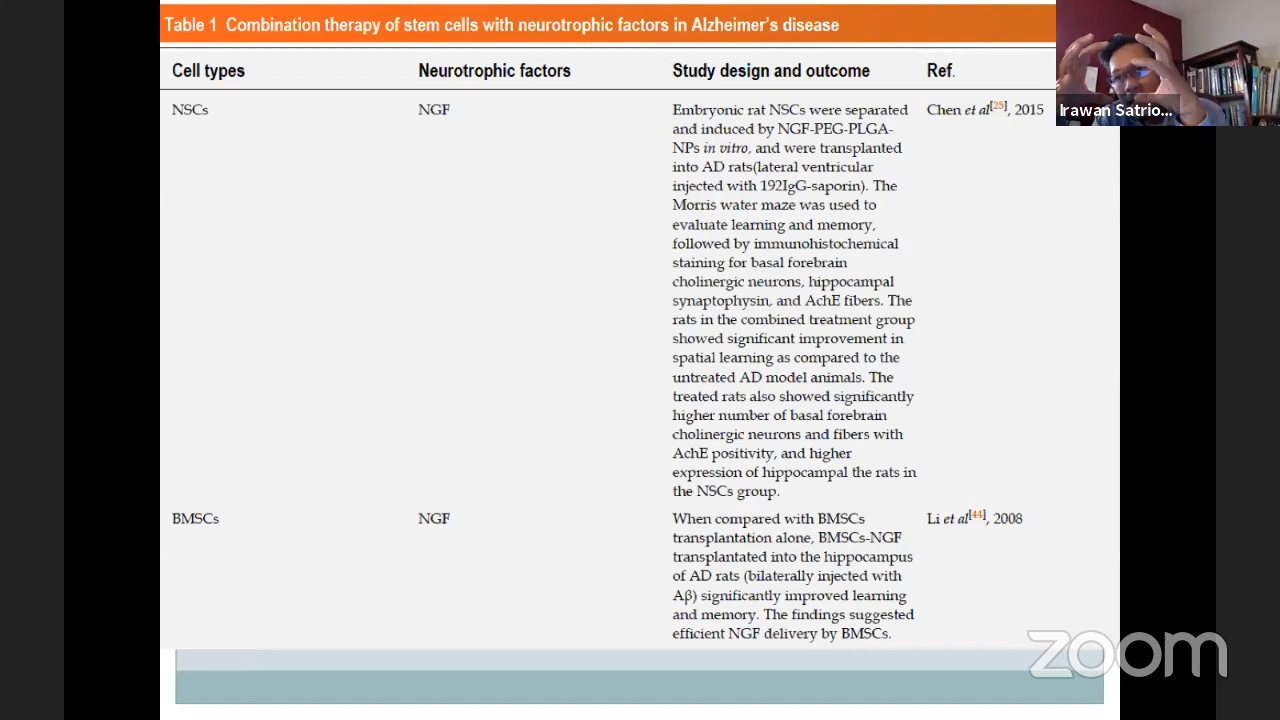 Table 1 Combination therapy of stem cells with neurotrophic factors in Alzheimer's disease
Cell types
Neurotrophic factors
Study design and outcome
Ref.
NSCs
NGF
Embryonic rat NSCs were separated
and induced by NGF-PEG-PLGA-
NPs in vitro, and were transplanted
into AD rats(lateral ventricular
injected with 192IgG-saporin). The
Morris water maze was used to
evaluate learning and memory,
followed by immunohistochemical
staining for basal forebrain
cholinergic neurons, hippocampal
synaptophysin, and AchE fibers. The
rats in the combined treatment group
showed significant improvement in
spatial learning as compared to the
untreated AD model animals. The
treated rats also showed significantly
higher number of basal forebrain
cholinergic neurons and fibers with
AchE positivity, and higher
expression of hippocampal the rats in
the NSCs group.
Chen et al[25], 2015
BMSCs
NGF
When compared with BMSCs
transplantation alone, BMSCs-NGF
transplantated into the hippocampus
of AD rats (bilaterally injected with
Aβ) significantly improved learning
and memory. The findings suggested
efficient NGF delivery by BMSCs.
Li et al[44], 2008
Irawan Satrio...
zoom